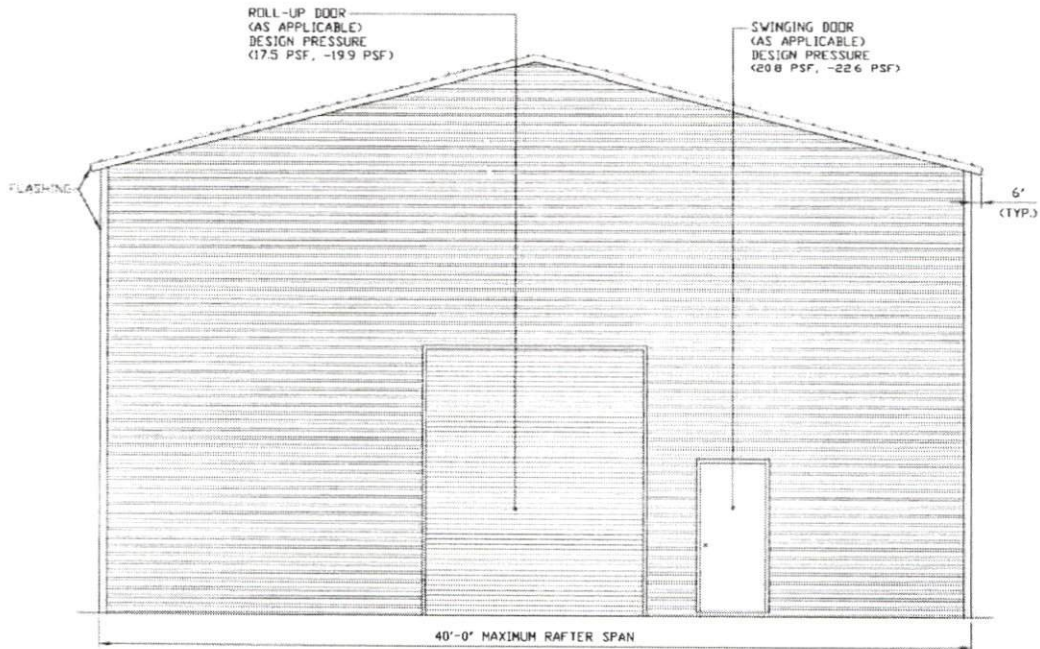 ROLL-UP DOOR
(AS APPLICABLE)
DESIGN PRESSURE
(17.5 PSF, -19.9 PSF)
SWINGING DOOR
(AS APPLICABLE)
DESIGN PRESSURE
(20.8 PSF, -22.6 PSF)
FLASHING
6"
(TYP.)
40'-0" MAXIMUM RAFTER SPAN